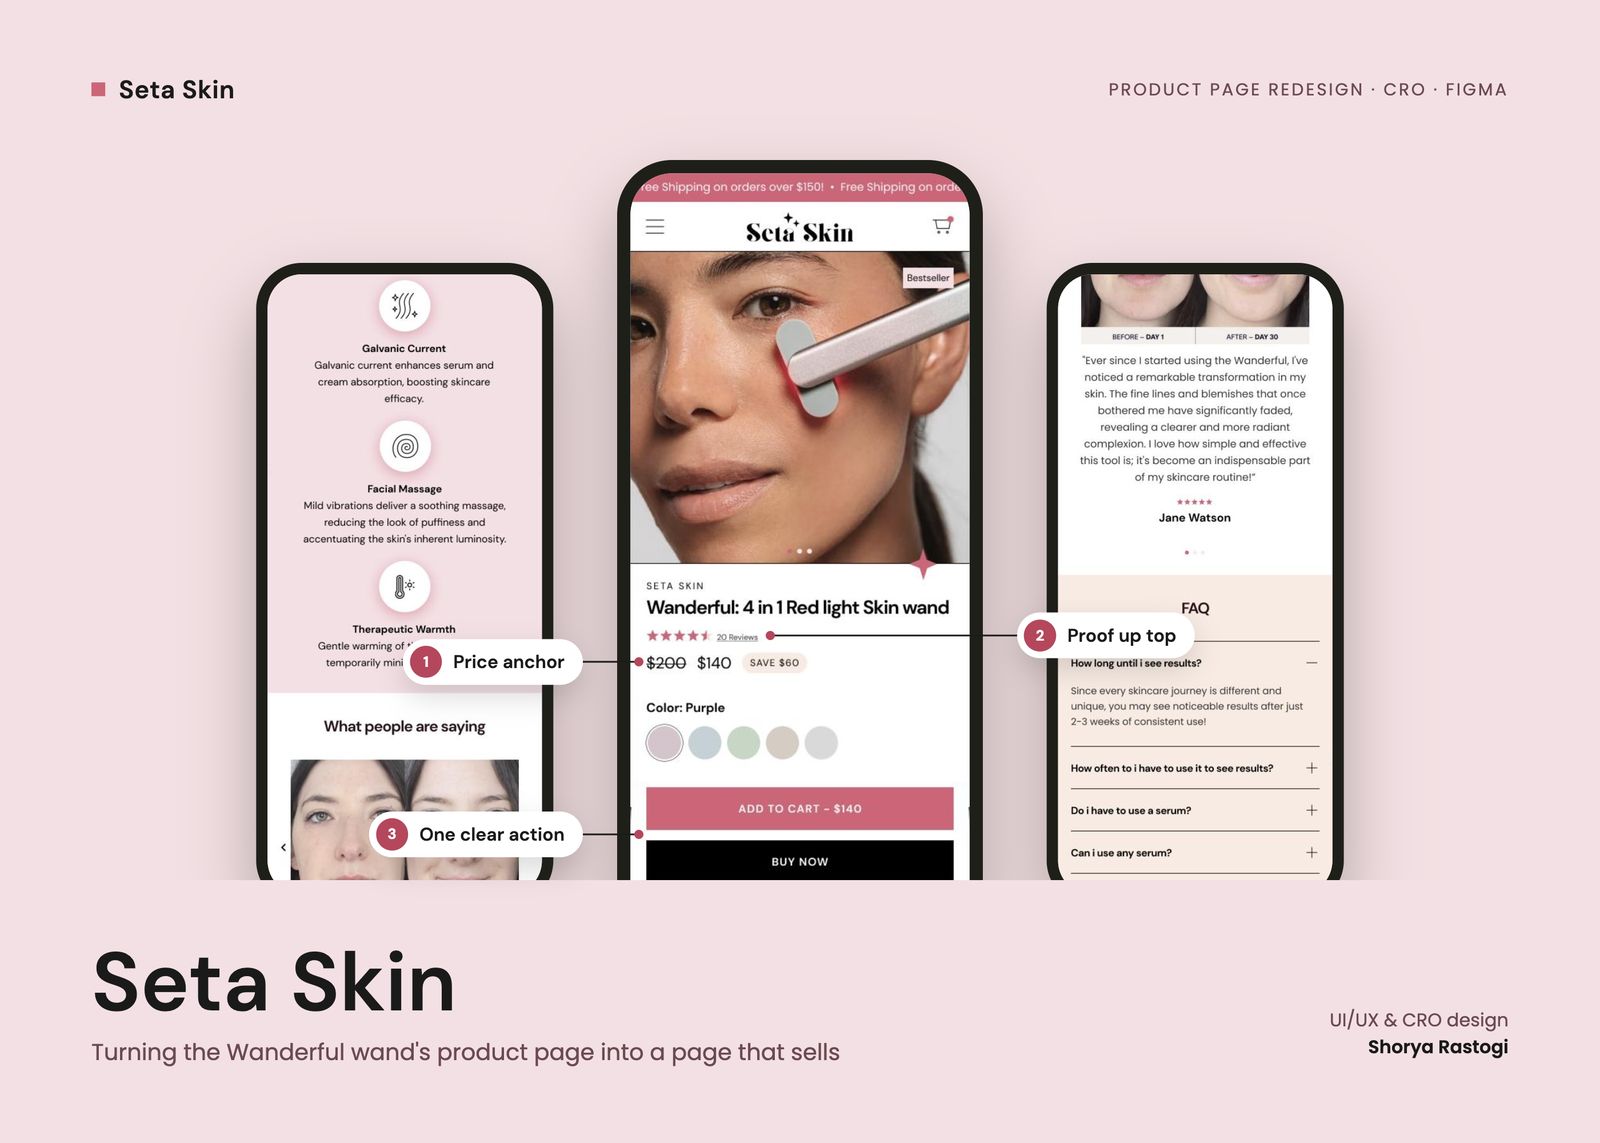 Seta Skin
PRODUCT PAGE REDESIGN · CRO · FIGMA
Galvanic Current
Galvanic current enhances serum and
cream absorption, boosting skincare
efficacy.
Facial Massage
Mild vibrations deliver a soothing massage,
reducing the look of puffiness and
accentuating the skin's inherent luminosity.
Therapeutic Warmth
Gentle warming of
temporarily
1 Price anchor
What people are saying
3 One clear action
ree Shipping on orders over $150! • Free Shipping on orde
Seta Skin
Bestseller
SETA SKIN
Wanderful: 4 in 1 Red light Skin wand
20 Reviews
$200 $140 SAVE $60
Color: Purple
ADD TO CART - $140
BUY NOW
BEFORE - DAY 1 AFTER - DAY 30
"Ever since I started using the Wanderful, I've
noticed a remarkable transformation in my
skin. The fine lines and blemishes that once
bothered me have significantly faded,
revealing a clearer and more radiant
complexion. I love how simple and effective
this tool is; it's become an indispensable part
of my skincare routine!"
Jane Watson
FAQ
2 Proof up top
How long until i see results?
Since every skincare journey is different and
unique, you may see noticeable results after just
2-3 weeks of consistent use!
How often to i have to use it to see results?
Do i have to use a serum?
Can i use any serum?
Seta Skin
Turning the Wanderful wand's product page into a page that sells
UI/UX & CRO design
Shorya Rastogi